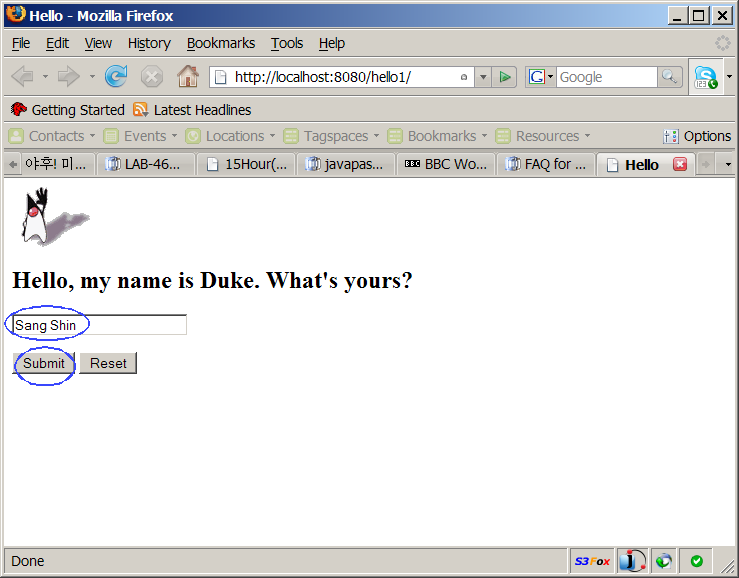 Hello - Mozilla Firefox
File Edit View History Bookmarks Tools Help
http://localhost:8080/hello1/ G Google
Getting Started Latest Headlines
Contacts Events Locations Tagspaces Bookmarks Resources Options
야후! 미... LAB-46... 15Hour(... javapas... BBC BBC Wo... FAQ for ... Hello
Hello, my name is Duke. What's yours?
Sang Shin
Submit Reset
Done S3Fox